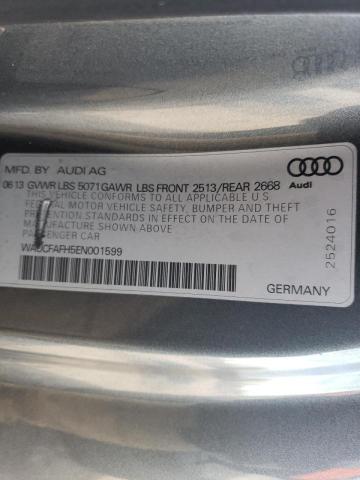 MFD. BY AUDI AG
06 13 GVWR LBS 5071 GAWR LBS FRONT 2513/REAR 2668
THIS VEHICLE CONFORMS TO ALL APPLICABLE U S
FEDERAL MOTOR VEHICLE SAFETY, BUMPER AND THEFT
PREVENTION STANDARDS IN EFFECT ON THE DATE OF
MANUFACTURE SHOWN ABOVE
PASSENGER CAR
WAUCFAFH5EN001599
Audi
2524016
GERMANY